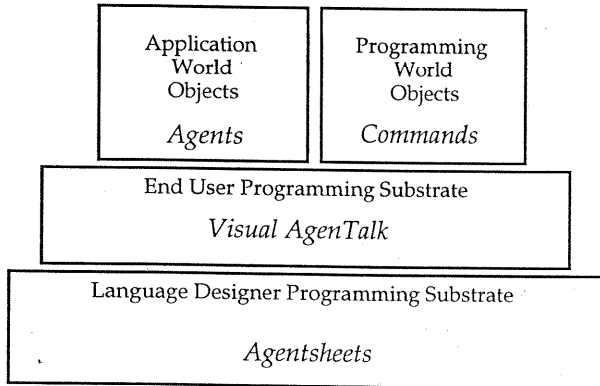 Application
World
Objects
Agents
Programming
World
Objects
Commands
End User Programming Substrate
Visual AgenTalk
Language Designer Programming Substrate
Agentsheets